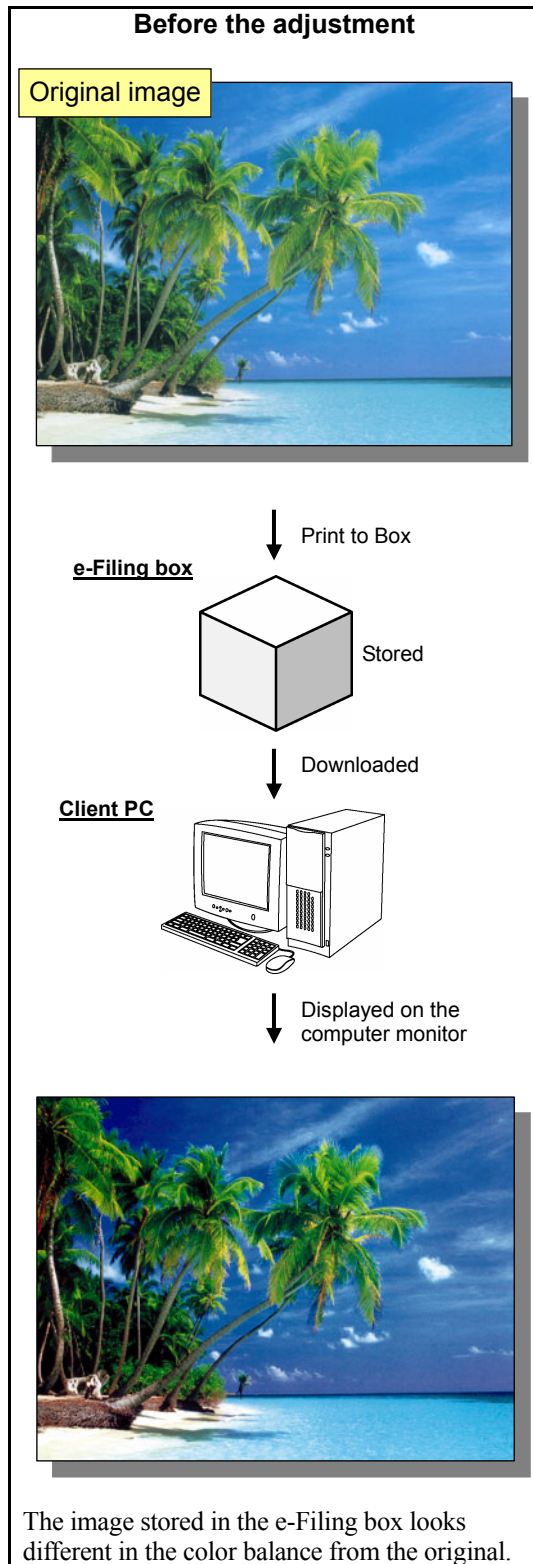 Before the adjustment
Original image
Print to Box
e-Filing box
Stored
Downloaded
Client PC
Displayed on the
computer monitor
The image stored in the e-Filing box looks
different in the color balance from the original.